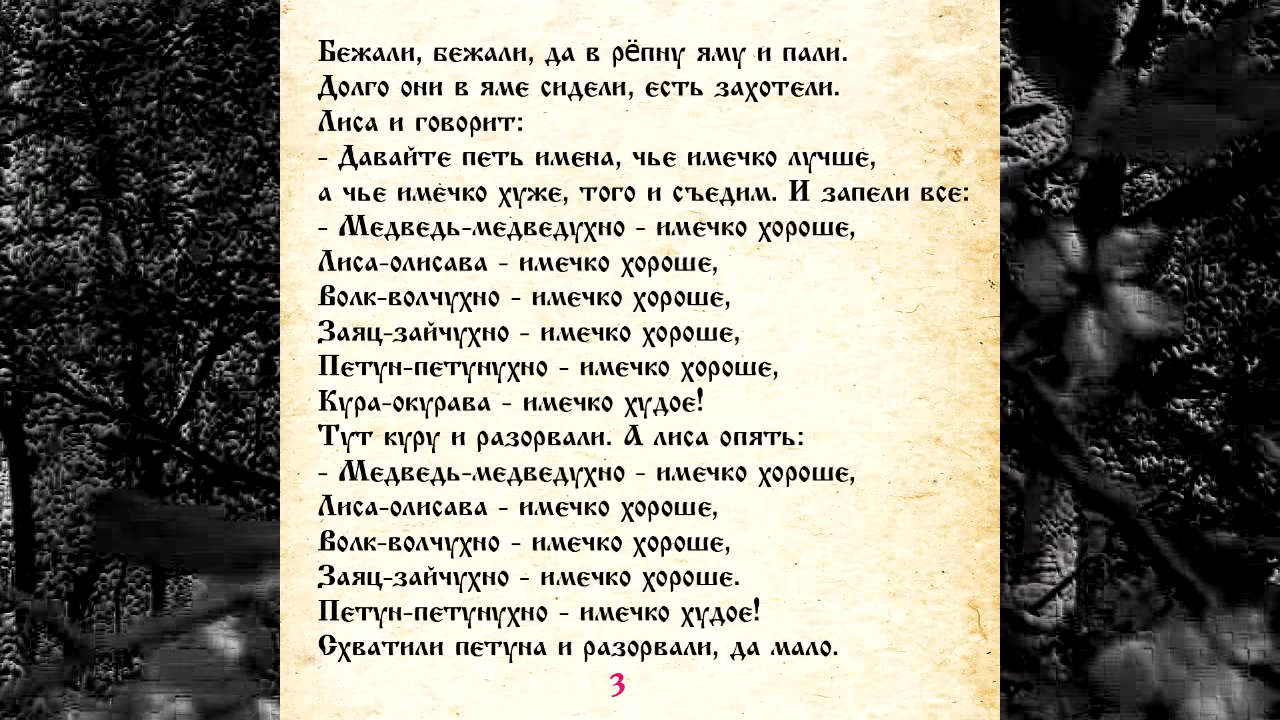 Бежали, бежали, да в рёпну яму и пали.
Долго они в яме сидели, есть захотели.
Лиса и говорит:
- Давайте петь имена, чье имечко лучше,
а чье имечко хуже, того и съедим. И запели все:
- Медведь-медведухно - имечко хороше,
Лиса-олисава - имечко хороше,
Волк-волчухно - имечко хороше,
Заяц-зайчухно - имечко хороше,
Петун-петунухно - имечко хороше,
Кура-окурава - имечко худое!
Тут куру и разорвали. А лиса опять:
- Медведь-медведухно - имечко хороше,
Лиса-олисава - имечко хороше,
Волк-волчухно - имечко хороше,
Заяц-зайчухно - имечко хороше.
Петун-петунухно - имечко худое!
Схватили петуна и разорвали, да мало.
3